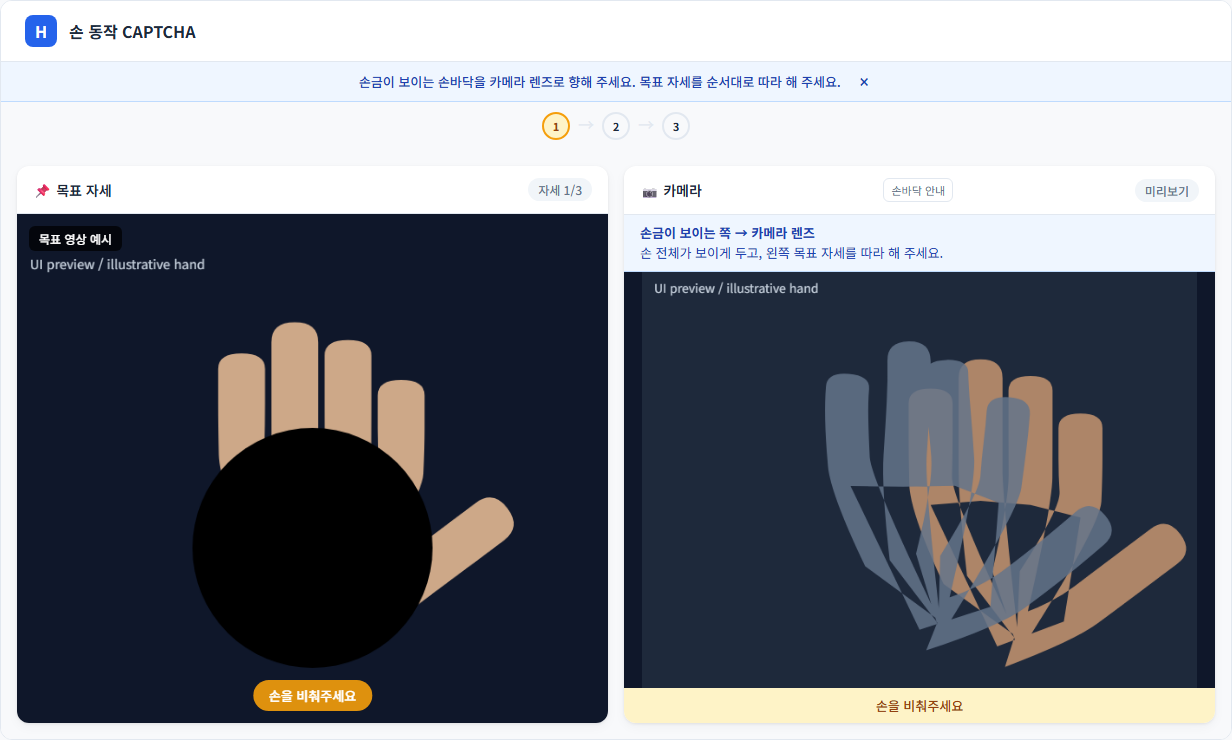 H 손 동작 CAPTCHA
손금이 보이는 손바닥을 카메라 렌즈로 향해 주세요. 목표 자세를 순서대로 따라 해 주세요. ×
1 → 2 → 3
📌 목표 자세
자세 1/3
목표 영상 예시
UI preview / illustrative hand
손을 비춰주세요
📷 카메라
손바닥 안내
미리보기
손금이 보이는 쪽 → 카메라 렌즈
손 전체가 보이게 두고, 왼쪽 목표 자세를 따라 해 주세요.
UI preview / illustrative hand
손을 비춰주세요